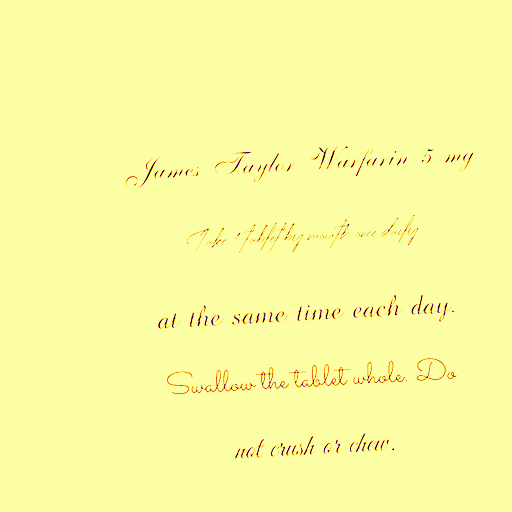 James Taylor Warfarin 5 mg
Take 1 tablet by mouth once daily
at the same time each day.
Swallow the tablet whole. Do
not crush or chew.